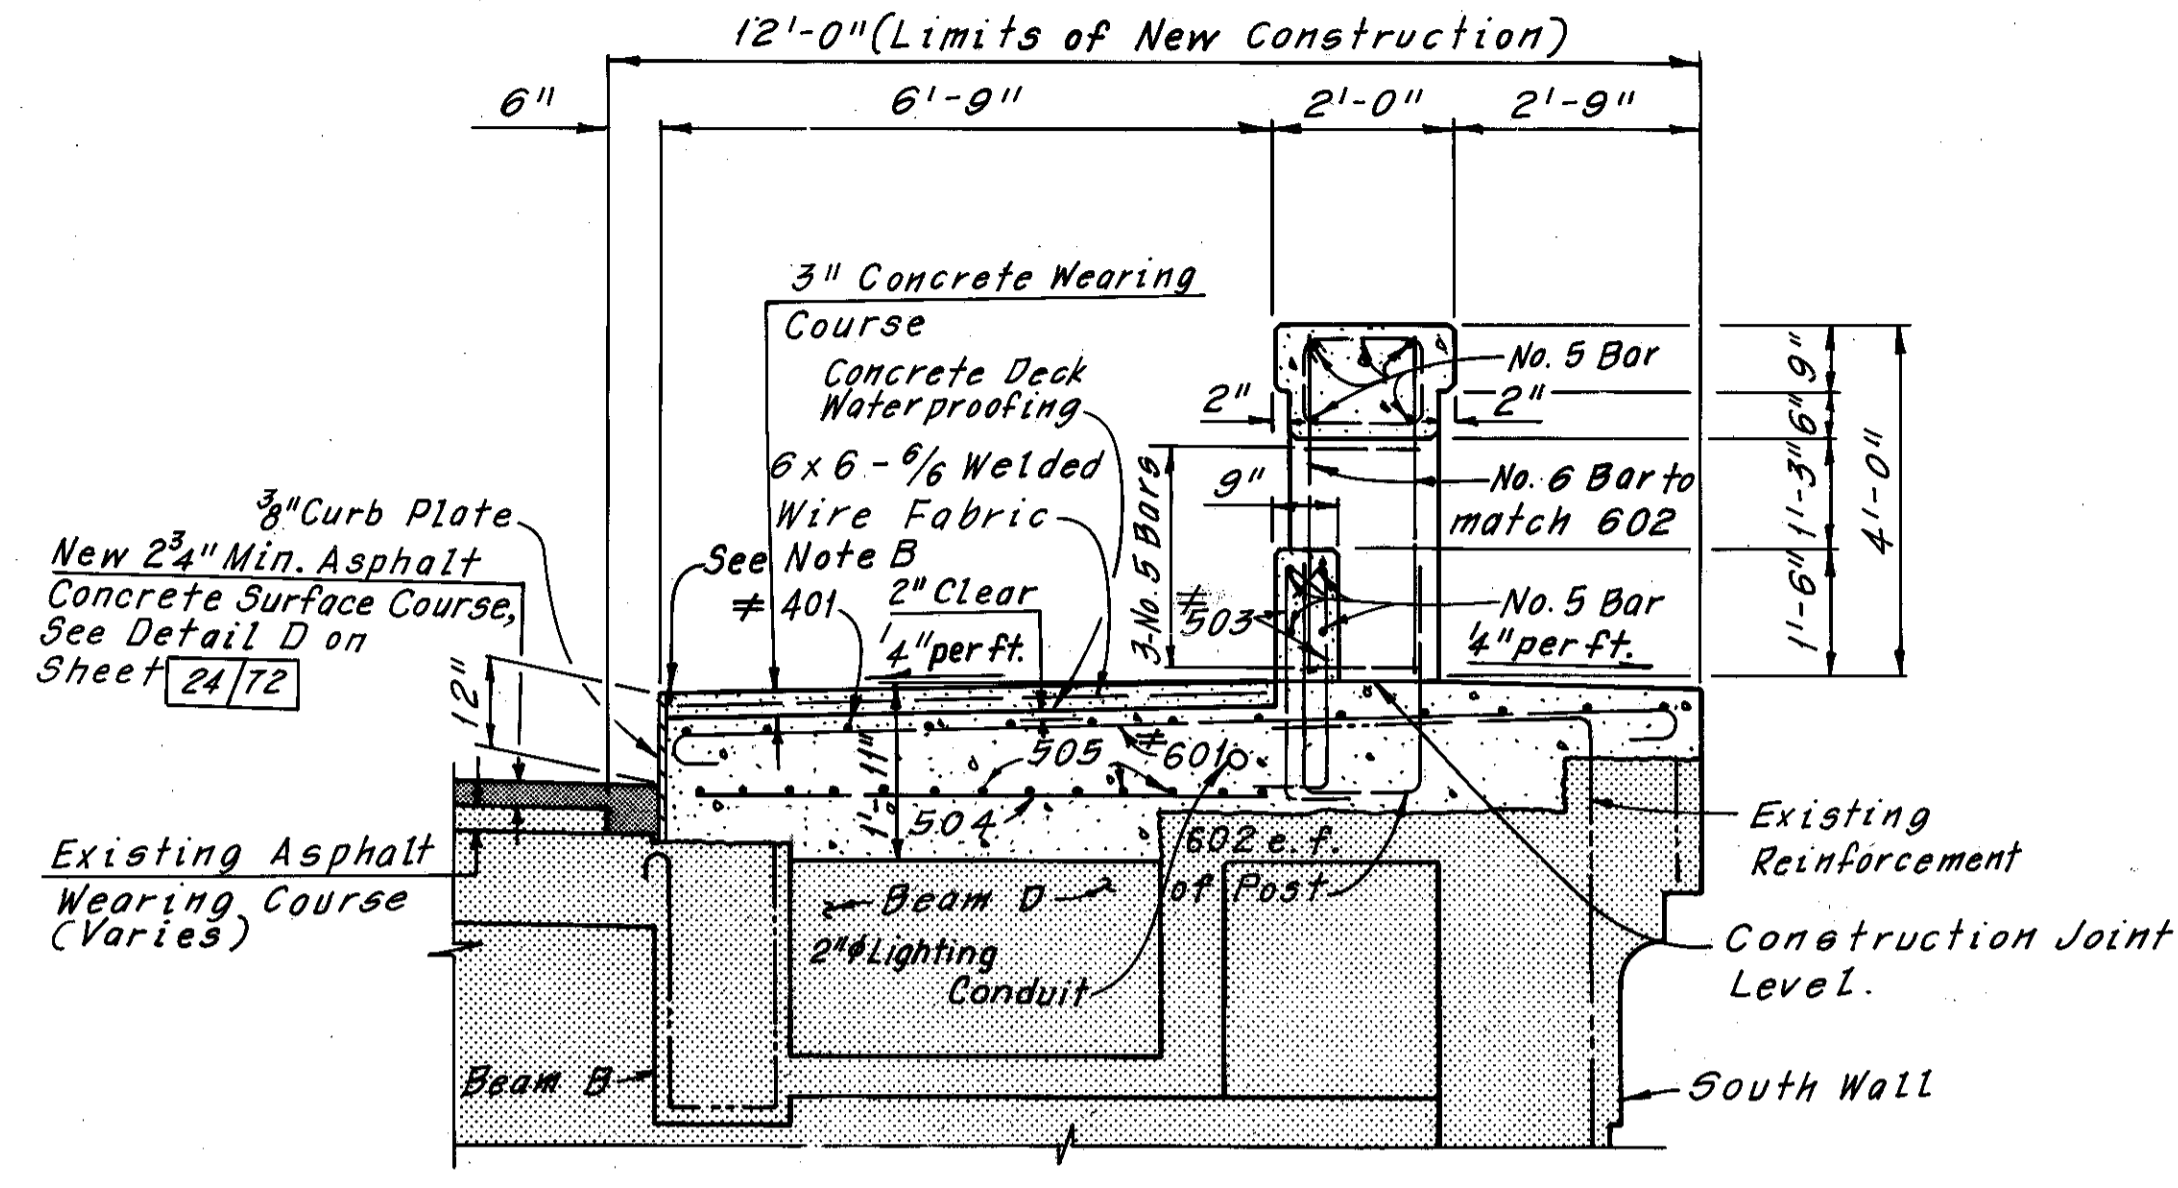 12'-0" (Limits of New Construction)
6"
6'-9"
2'-0"
2'-9"
3" Concrete Wearing
Course
Concrete Deck
Waterproofing
6 x 6 - 6/6 Welded
Wire Fabric
3/8" Curb Plate
New 2 3/4" Min. Asphalt
Concrete Surface Course,
See Detail D on
Sheet 24/72
12"
See Note B
≠ 401
2" Clear
1/4" per ft.
2"
2"
9"
3-No. 5 Bars
≠
503
No. 5 Bar
No. 6 Bar to
match 602
No. 5 Bar
1/4" per ft.
9"
6"
1'-3"
1'-6"
4'-0"
505
≠
601
1'-11"
504
602 e.f.
of Post
Beam D
2"ϕ Lighting
Conduit
Existing Asphalt
Wearing Course
(Varies)
Beam B
Existing
Reinforcement
Construction Joint
Level.
South Wall